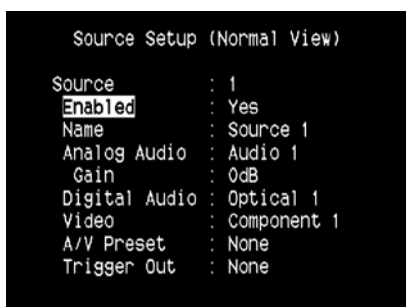 Source Setup (Normal View)
Source : 1
Enabled : Yes
Name : Source 1
Analog Audio : Audio 1
Gain : 0dB
Digital Audio : Optical 1
Video : Component 1
A/V Preset : None
Trigger Out : None